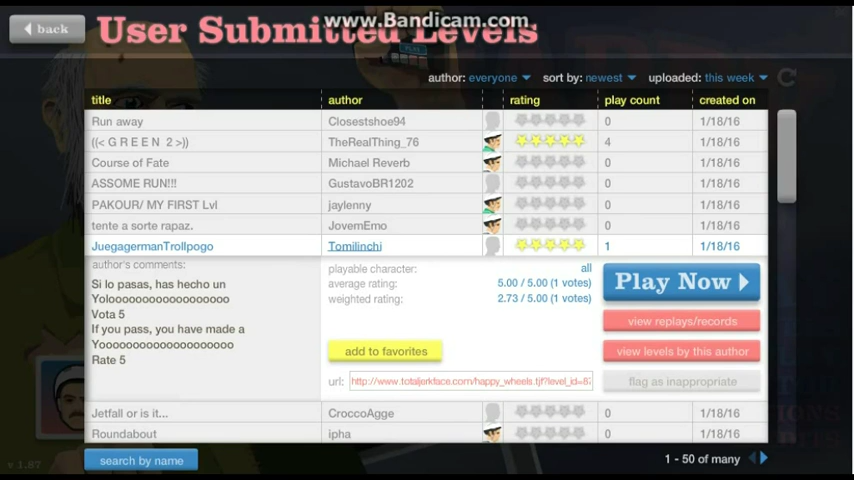 www.Bandicam.com
back
User Submitted Levels
author: everyone sort by: newest uploaded: this week
title author rating play count created on
Run away Closestshoe94 0 1/18/16
((< G R E E N 2 >)) TheRealThing_76 4 1/18/16
Course of Fate Michael Reverb 0 1/18/16
ASSOME RUN!!! GustavoBR1202 0 1/18/16
PAKOUR/ MY FIRST Lvl jaylenny 0 1/18/16
tente a sorte rapaz. JovemEmo 0 1/18/16
JuegagermanTrollpogo Tomilinchi 1 1/18/16
author's comments:
Si lo pasas, has hecho un
Yoloooooooooooooooooo
Vota 5
If you pass, you have made a
Yoooooooooooooooooooo
Rate 5
playable character: all
average rating: 5.00 / 5.00 (1 votes)
weighted rating: 2.73 / 5.00 (1 votes)
add to favorites
url: http://www.totaljerkface.com/happy_wheels.tjf?level_id=8
Play Now
view replays/records
view levels by this author
flag as inappropriate
Jetfall or is it... CroccoAgge 0 1/18/16
Roundabout ipha 0 1/18/16
v 1.87
search by name
1 - 50 of many